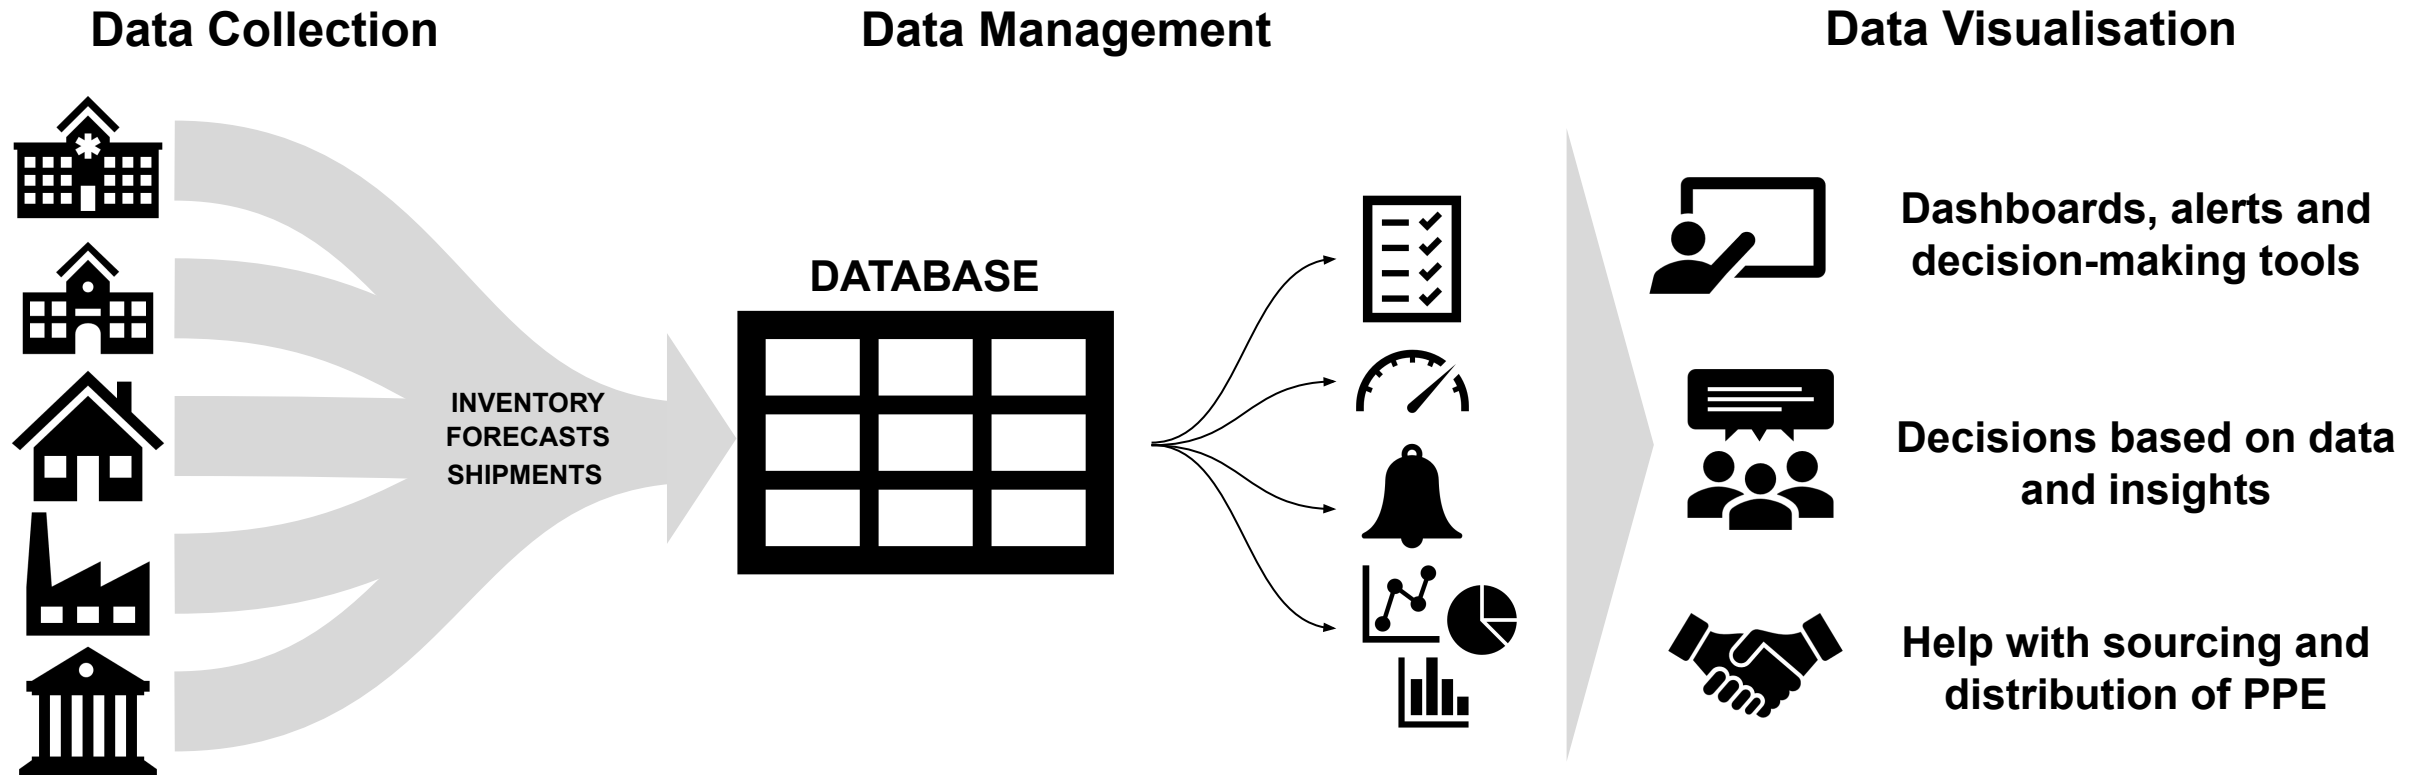 Data Collection
Data Management
Data Visualisation
INVENTORY
FORECASTS
SHIPMENTS
DATABASE
Dashboards, alerts and
decision-making tools
Decisions based on data
and insights
Help with sourcing and
distribution of PPE